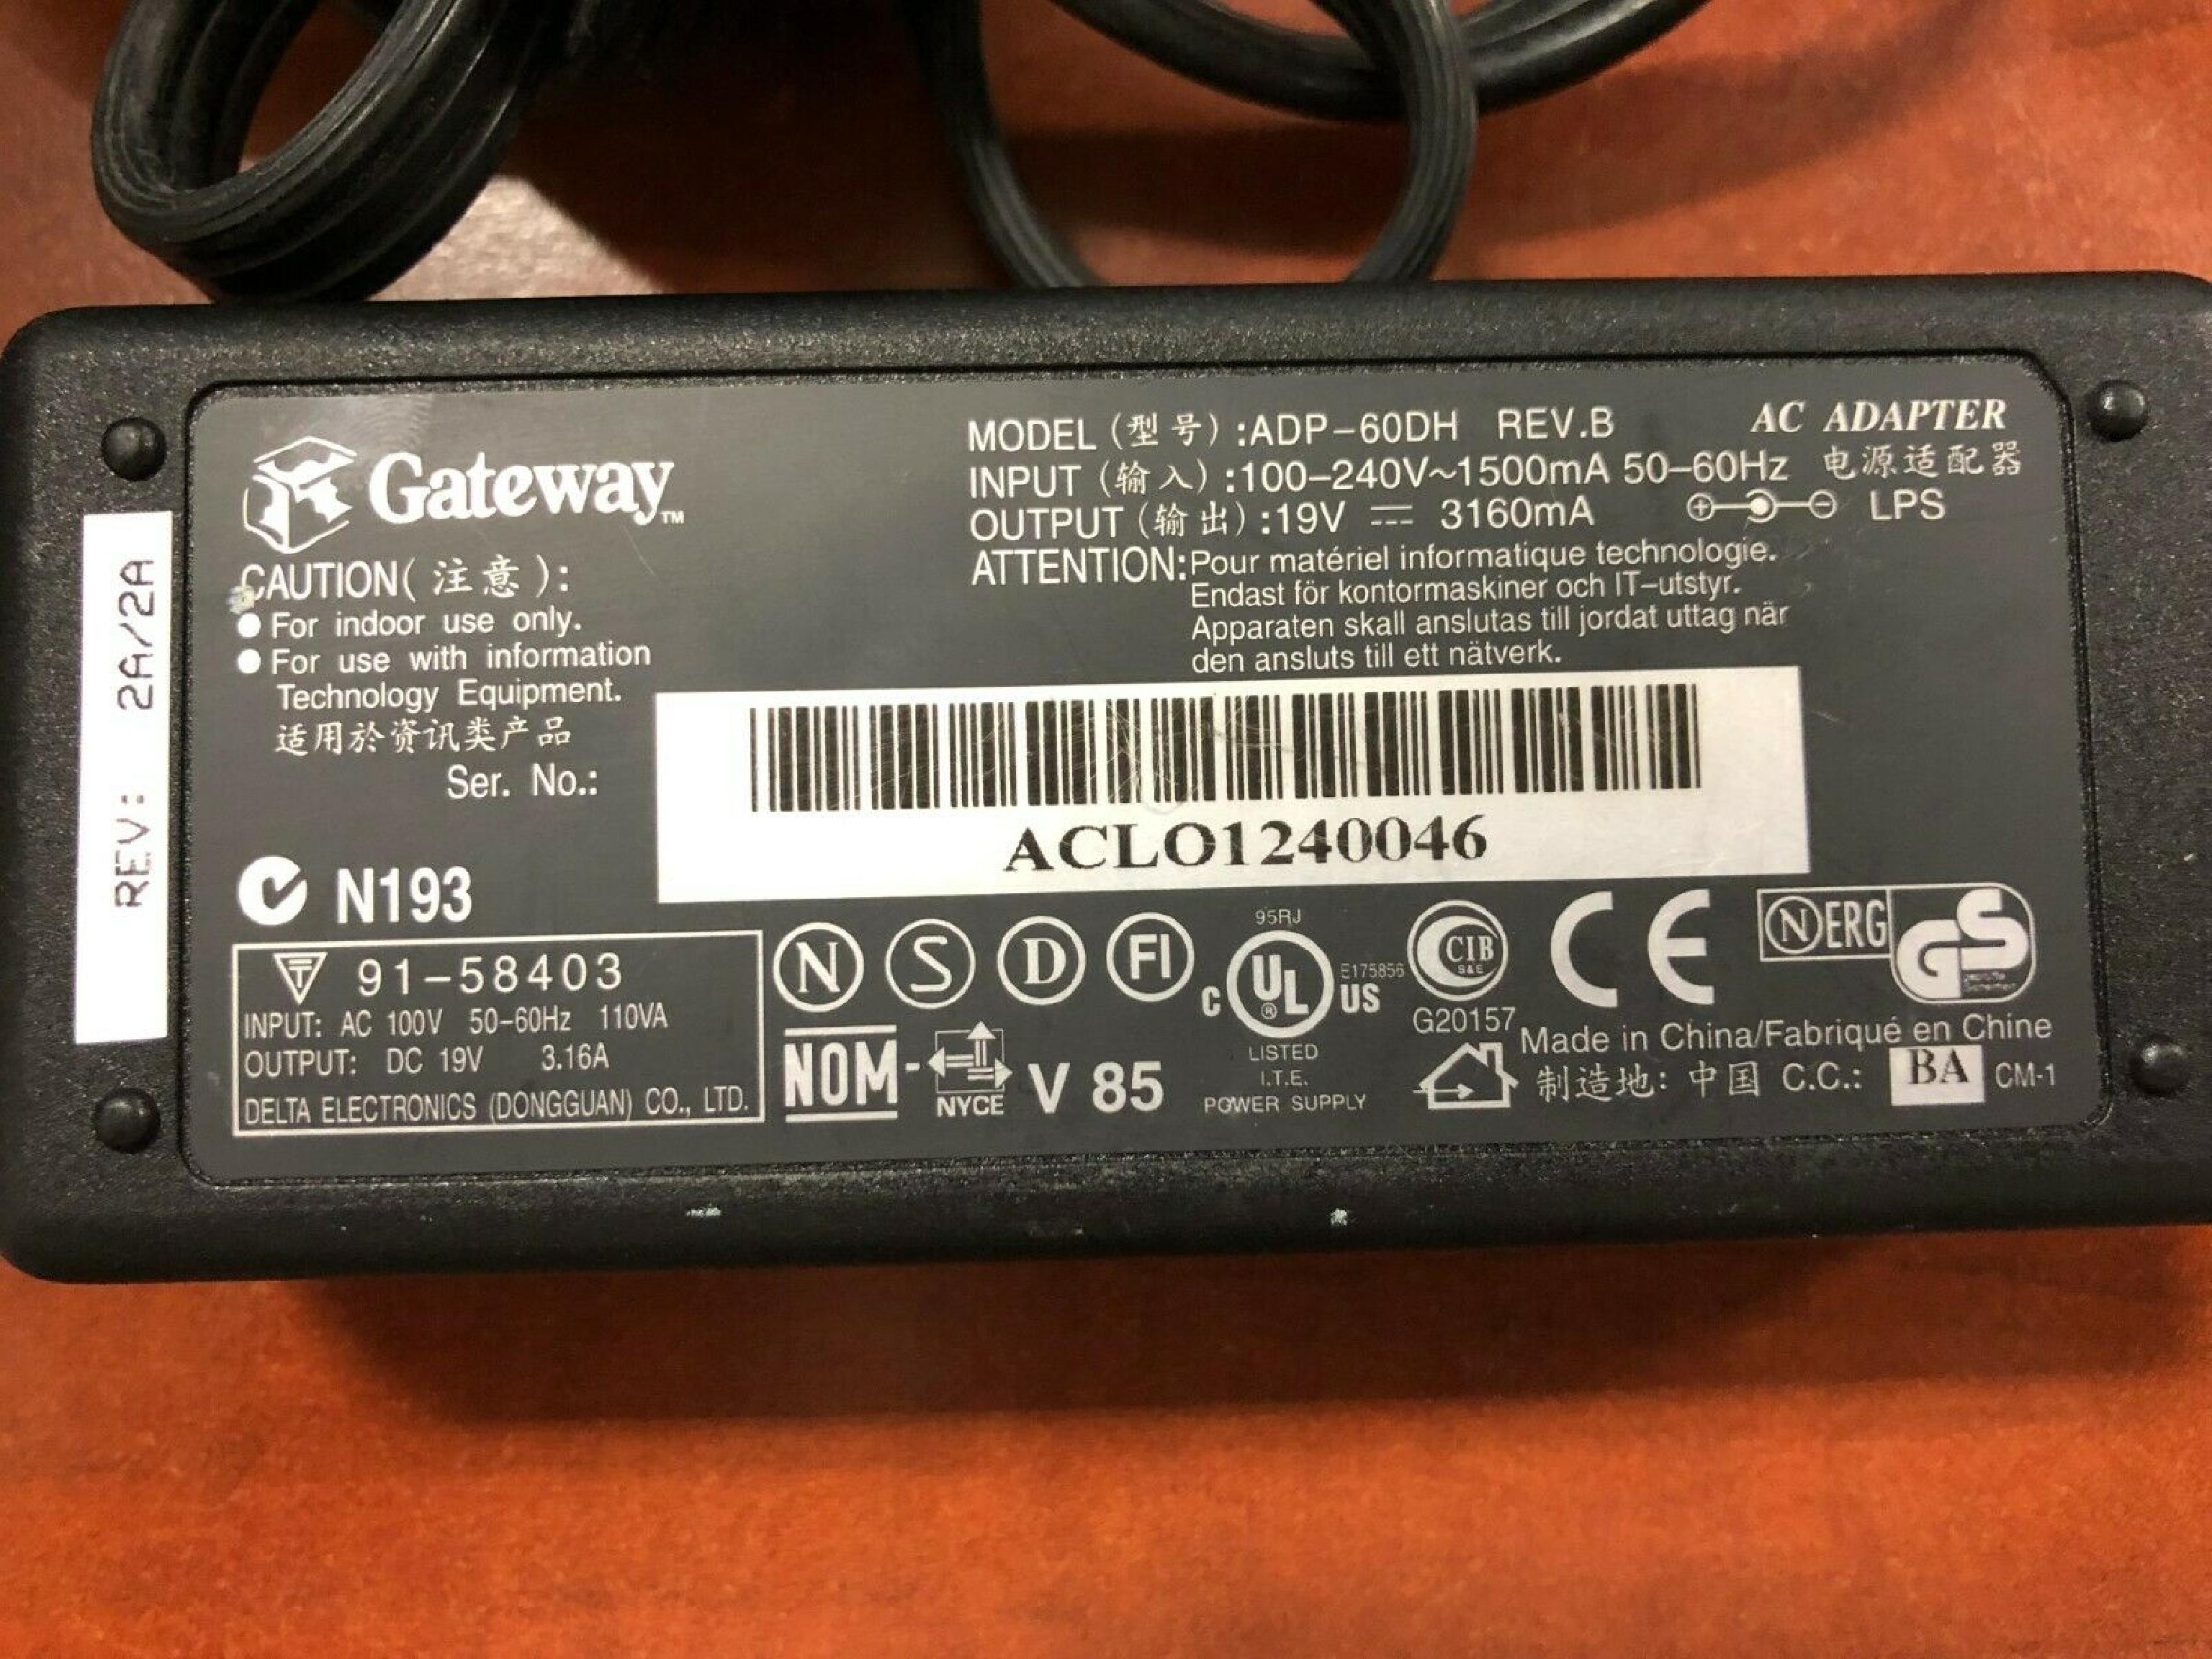 Gateway™
CAUTION(注意):
● For indoor use only.
● For use with information
Technology Equipment.
适用於资讯类产品
Ser. No.:
MODEL (型号) :ADP-60DH REV.B
INPUT (输入) :100-240V~1500mA 50-60Hz
OUTPUT (输出) :19V ⎓ 3160mA
AC ADAPTER
电源适配器
LPS
ATTENTION: Pour matériel informatique technologie.
Endast för kontormaskiner och IT-utstyr.
Apparaten skall anslutas till jordat uttag när
den ansluts till ett nätverk.
ACLO1240046
REV: 2A/2A
N193
T 91-58403
INPUT: AC 100V 50-60Hz 110VA
OUTPUT: DC 19V 3.16A
DELTA ELECTRONICS (DONGGUAN) CO., LTD.
N S D FI
NOM-NYCE V 85
95RJ
C UL® US E175856
LISTED
I.T.E.
POWER SUPPLY
CIB
S&E
G20157
CE
N ERG
GS
Made in China/Fabriqué en Chine
制造地: 中国 C.C.: BA CM-1